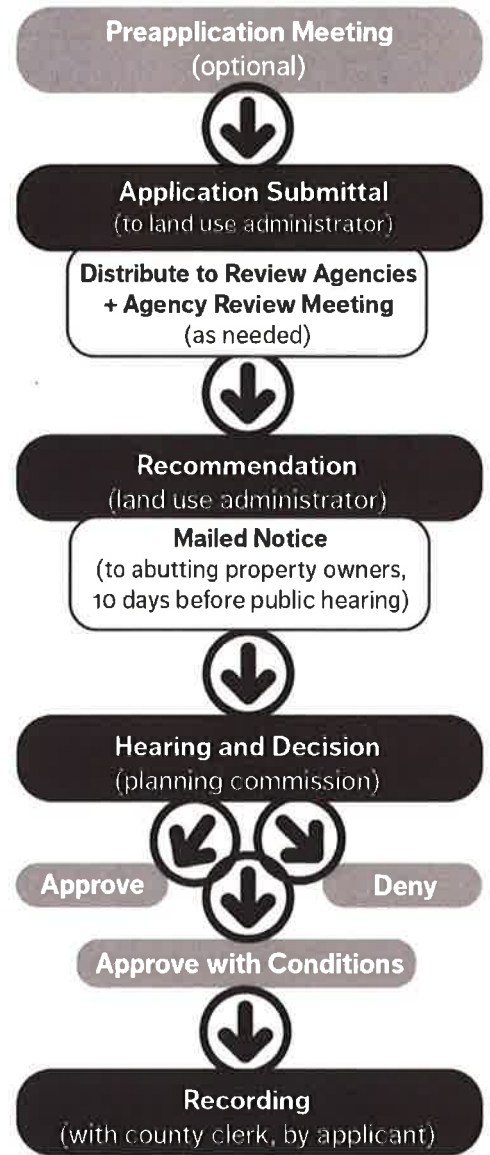 Preapplication Meeting
(optional)
Application Submittal
(to land use administrator)
Distribute to Review Agencies
+ Agency Review Meeting
(as needed)
Recommendation
(land use administrator)
Mailed Notice
(to abutting property owners,
10 days before public hearing)
Hearing and Decision
(planning commission)
Approve
Deny
Approve with Conditions
Recording
(with county clerk, by applicant)